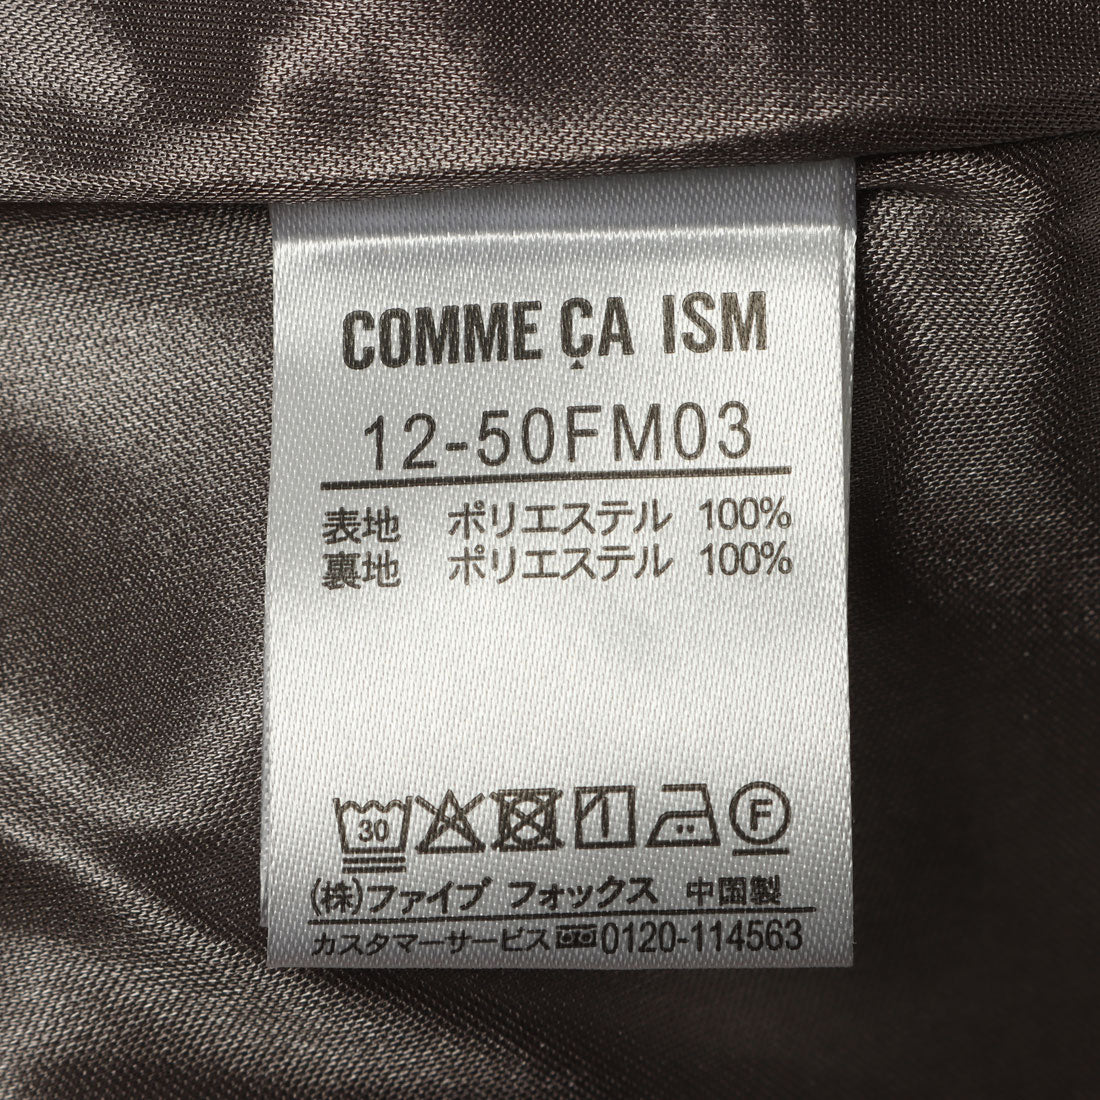 COMME ÇA ISM
12-50FM03
表地 ポリエステル 100%
裏地 ポリエステル 100%
30 F
(株)ファイブ フォックス 中国製
カスタマーサービス 0120-114563